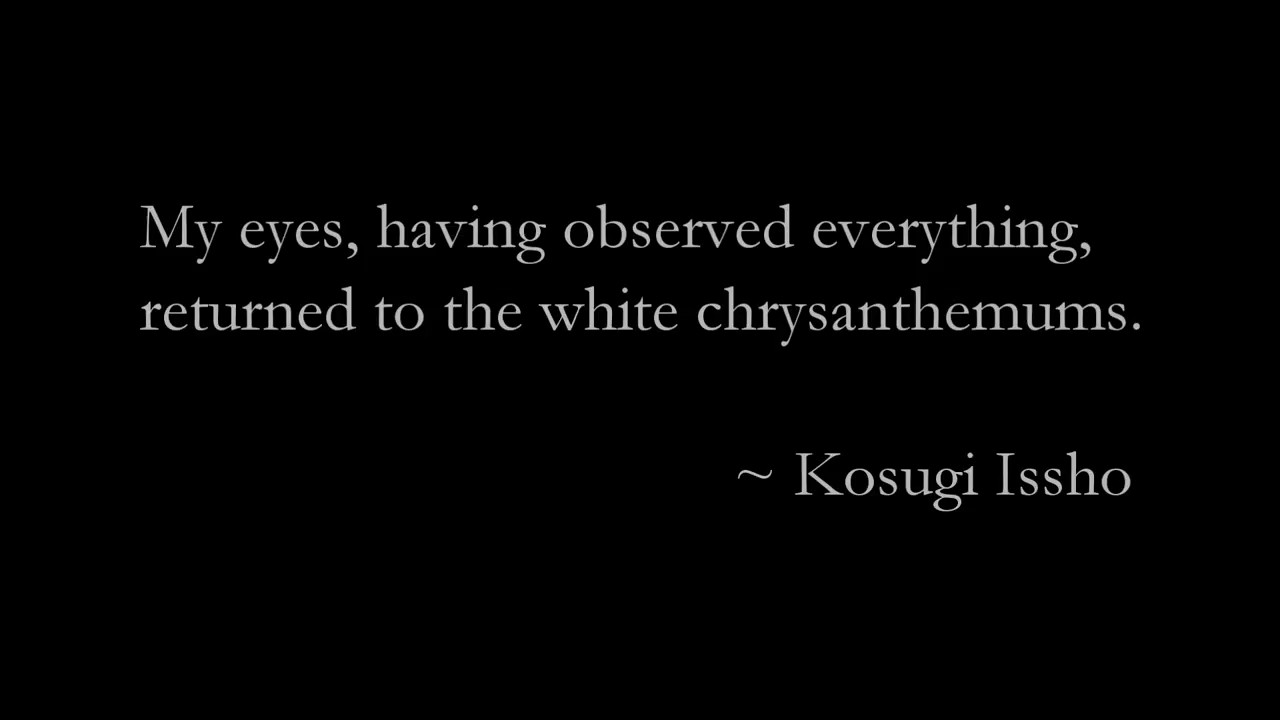 My eyes, having observed everything,
returned to the white chrysanthemums.
~ Kosugi Issho